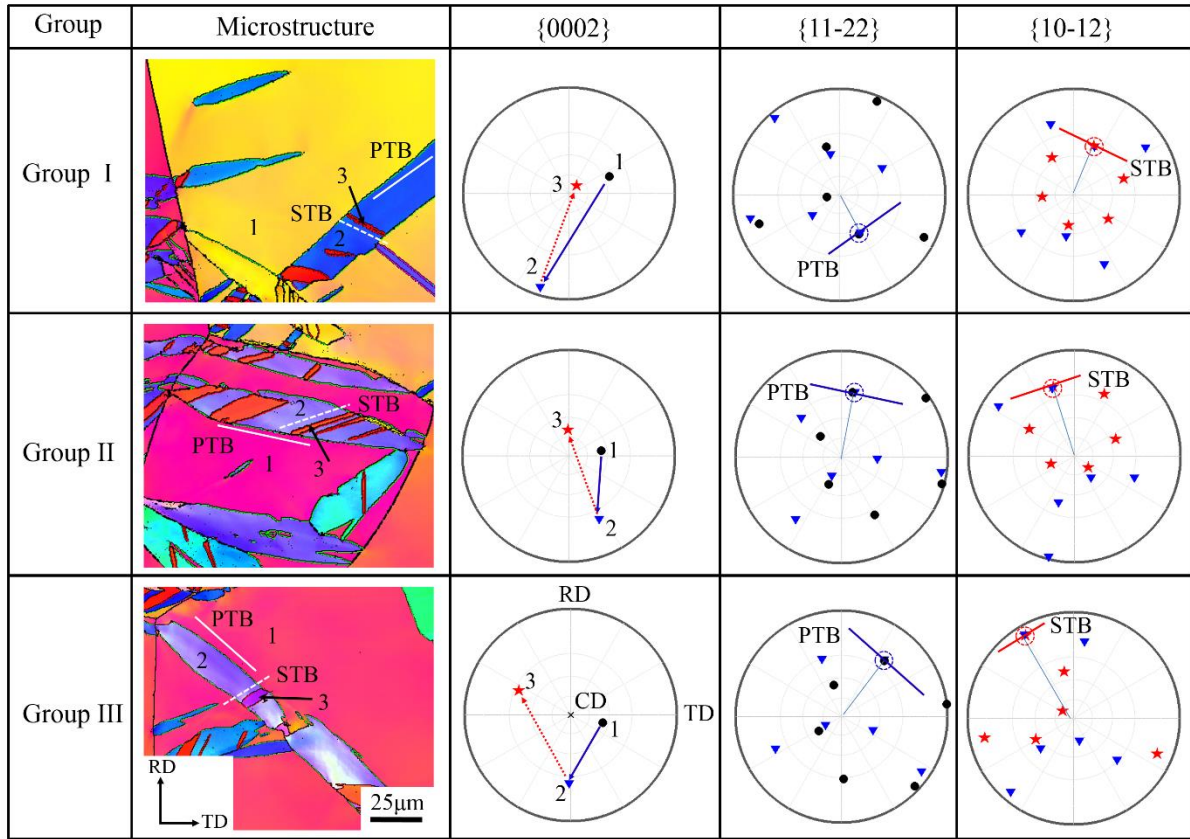 Group Microstructure {0002} {11-22} {10-12}
Group I
PTB
3
STB
1
2
1
3
2
PTB
STB
Group II
2
STB
PTB
1
3
3
1
2
PTB
STB
Group III
PTB
1
2
STB
3
RD
TD
25μm
RD
3
CD
1
TD
2
PTB
STB